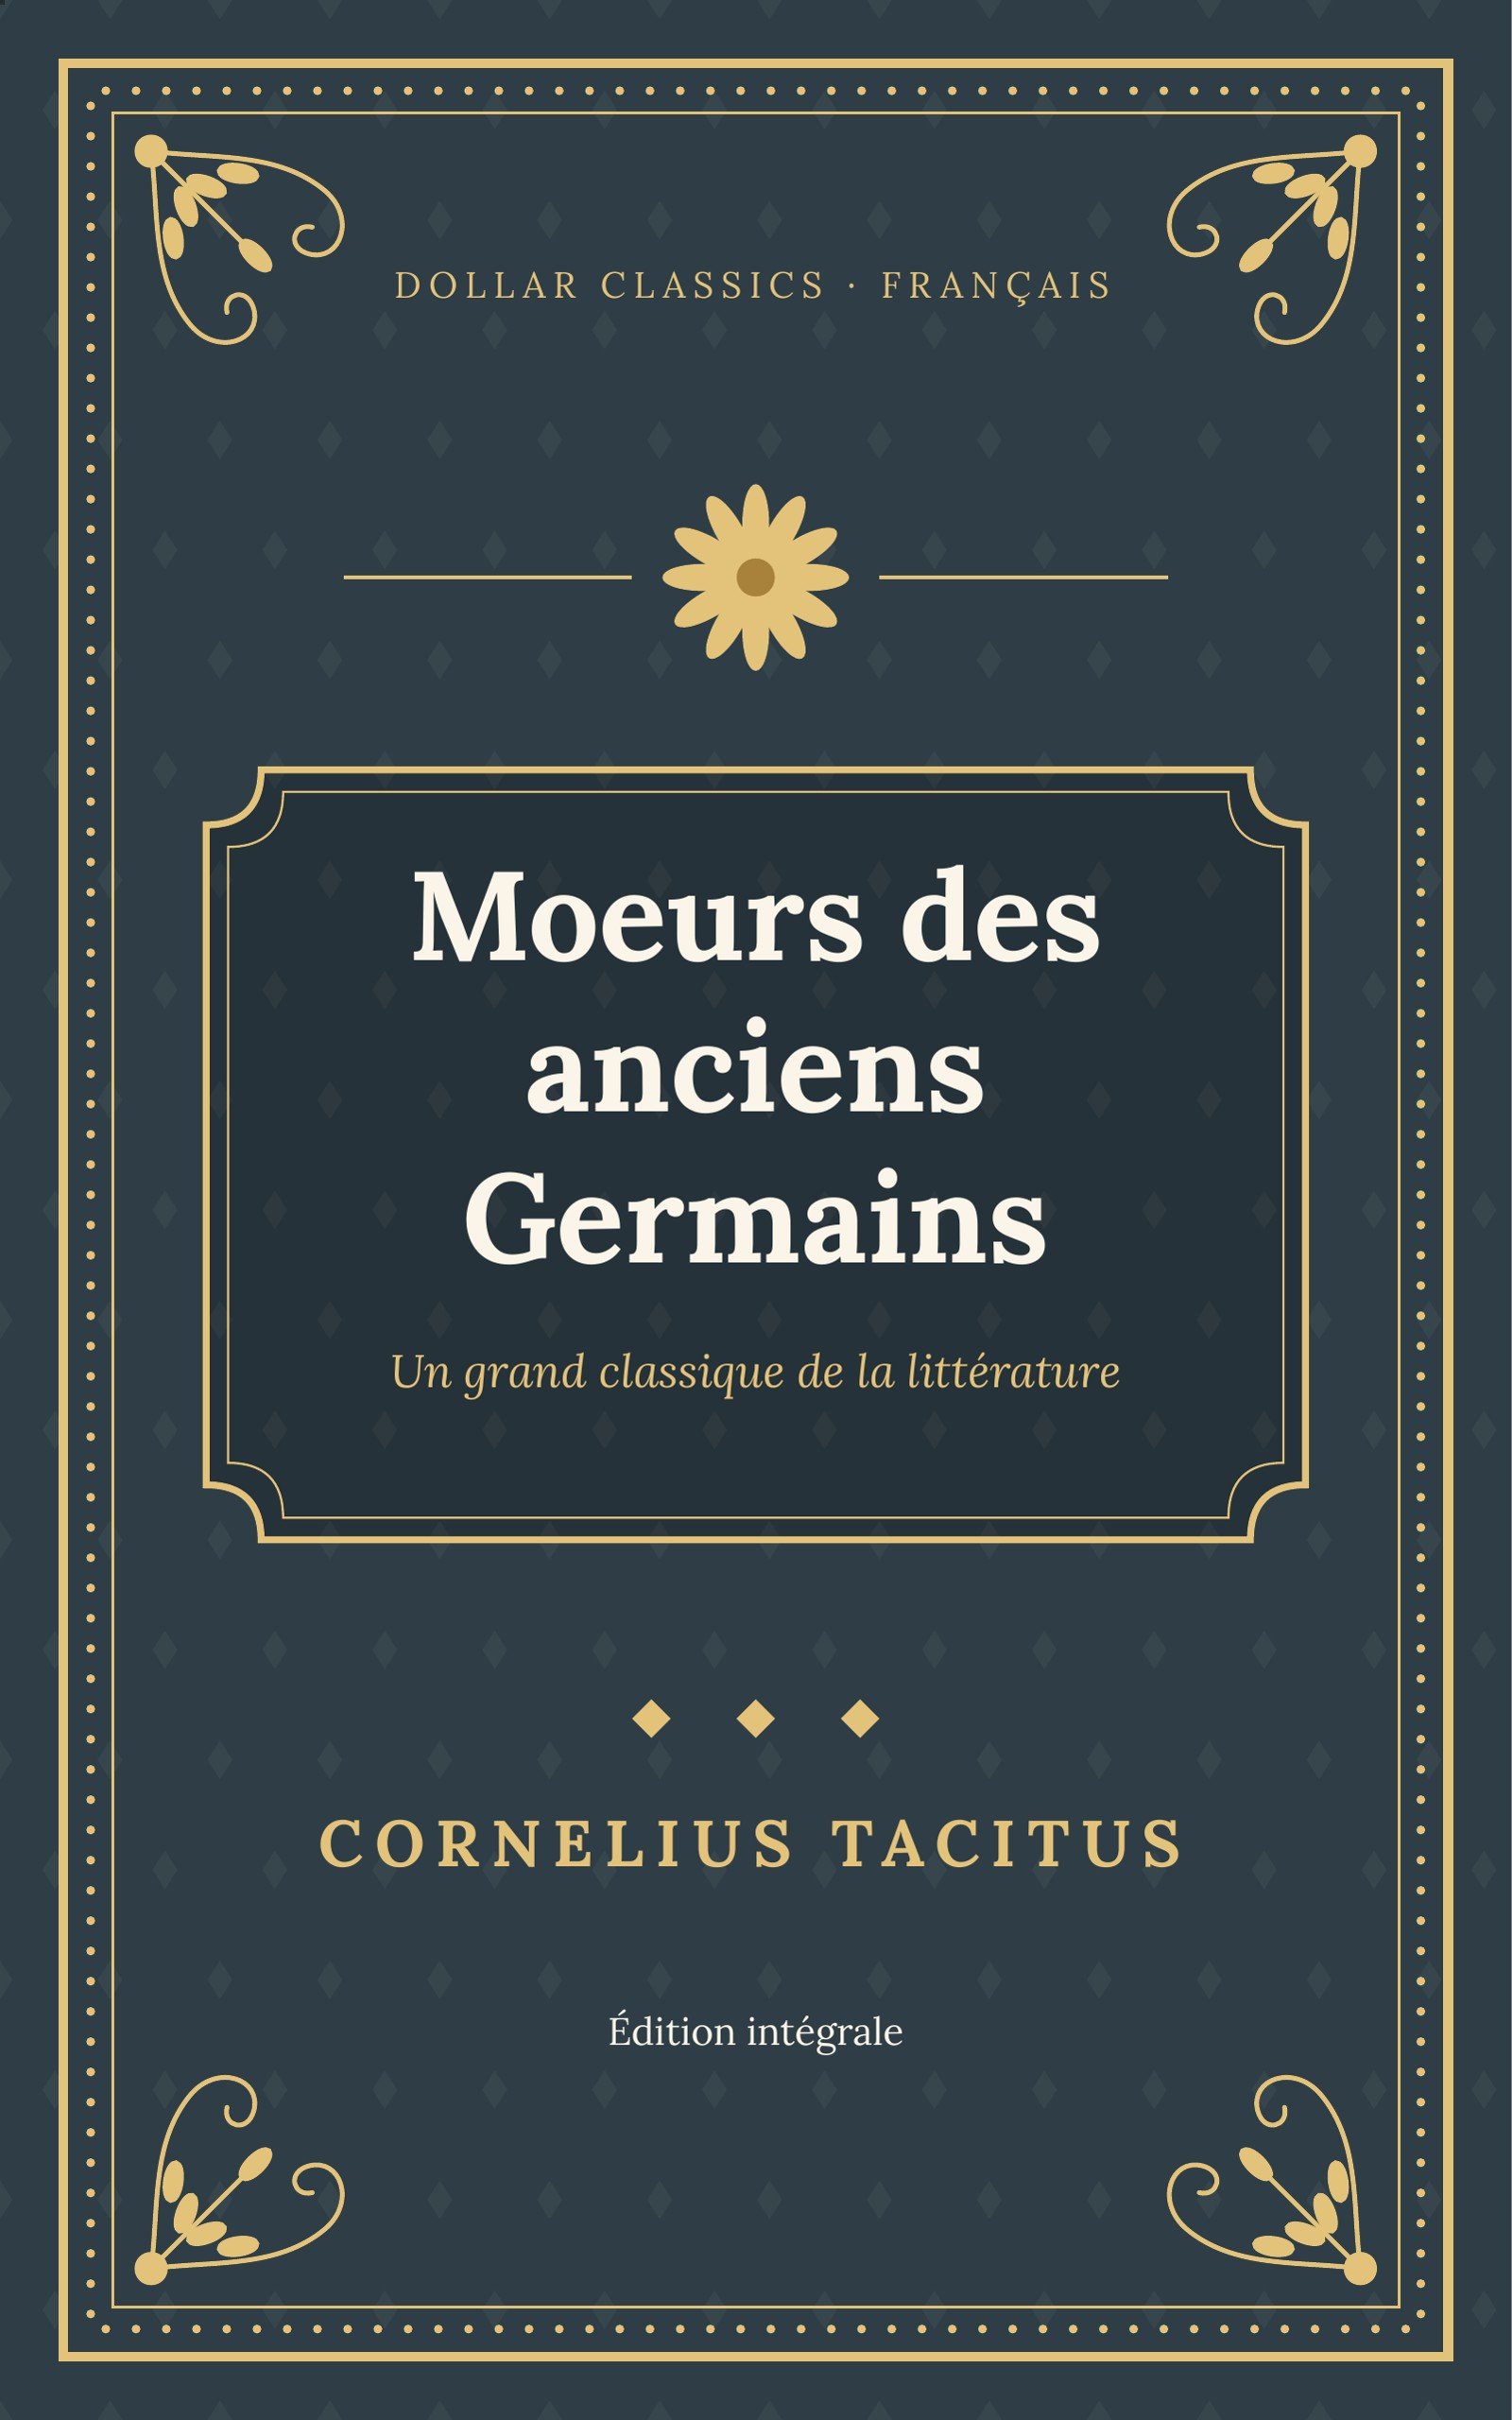 DOLLAR CLASSICS · FRANÇAIS
Moeurs des
anciens
Germains
Un grand classique de la littérature
CORNELIUS TACITUS
Édition intégrale